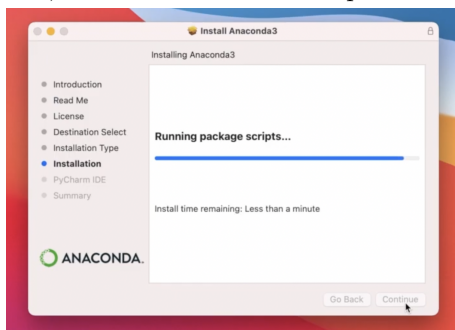 Install Anaconda3
Installing Anaconda3
Introduction
Read Me
License
Destination Select
Installation Type
Installation
PyCharm IDE
Summary
Running package scripts...
Install time remaining: Less than a minute
ANACONDA.
Go Back
Continue